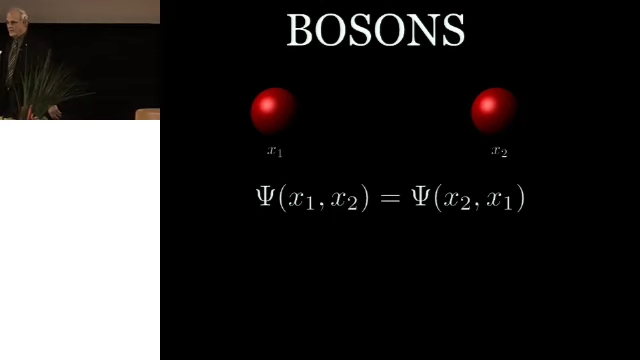 BOSONS
x₁ x₂
Ψ(x₁, x₂) = Ψ(x₂, x₁)